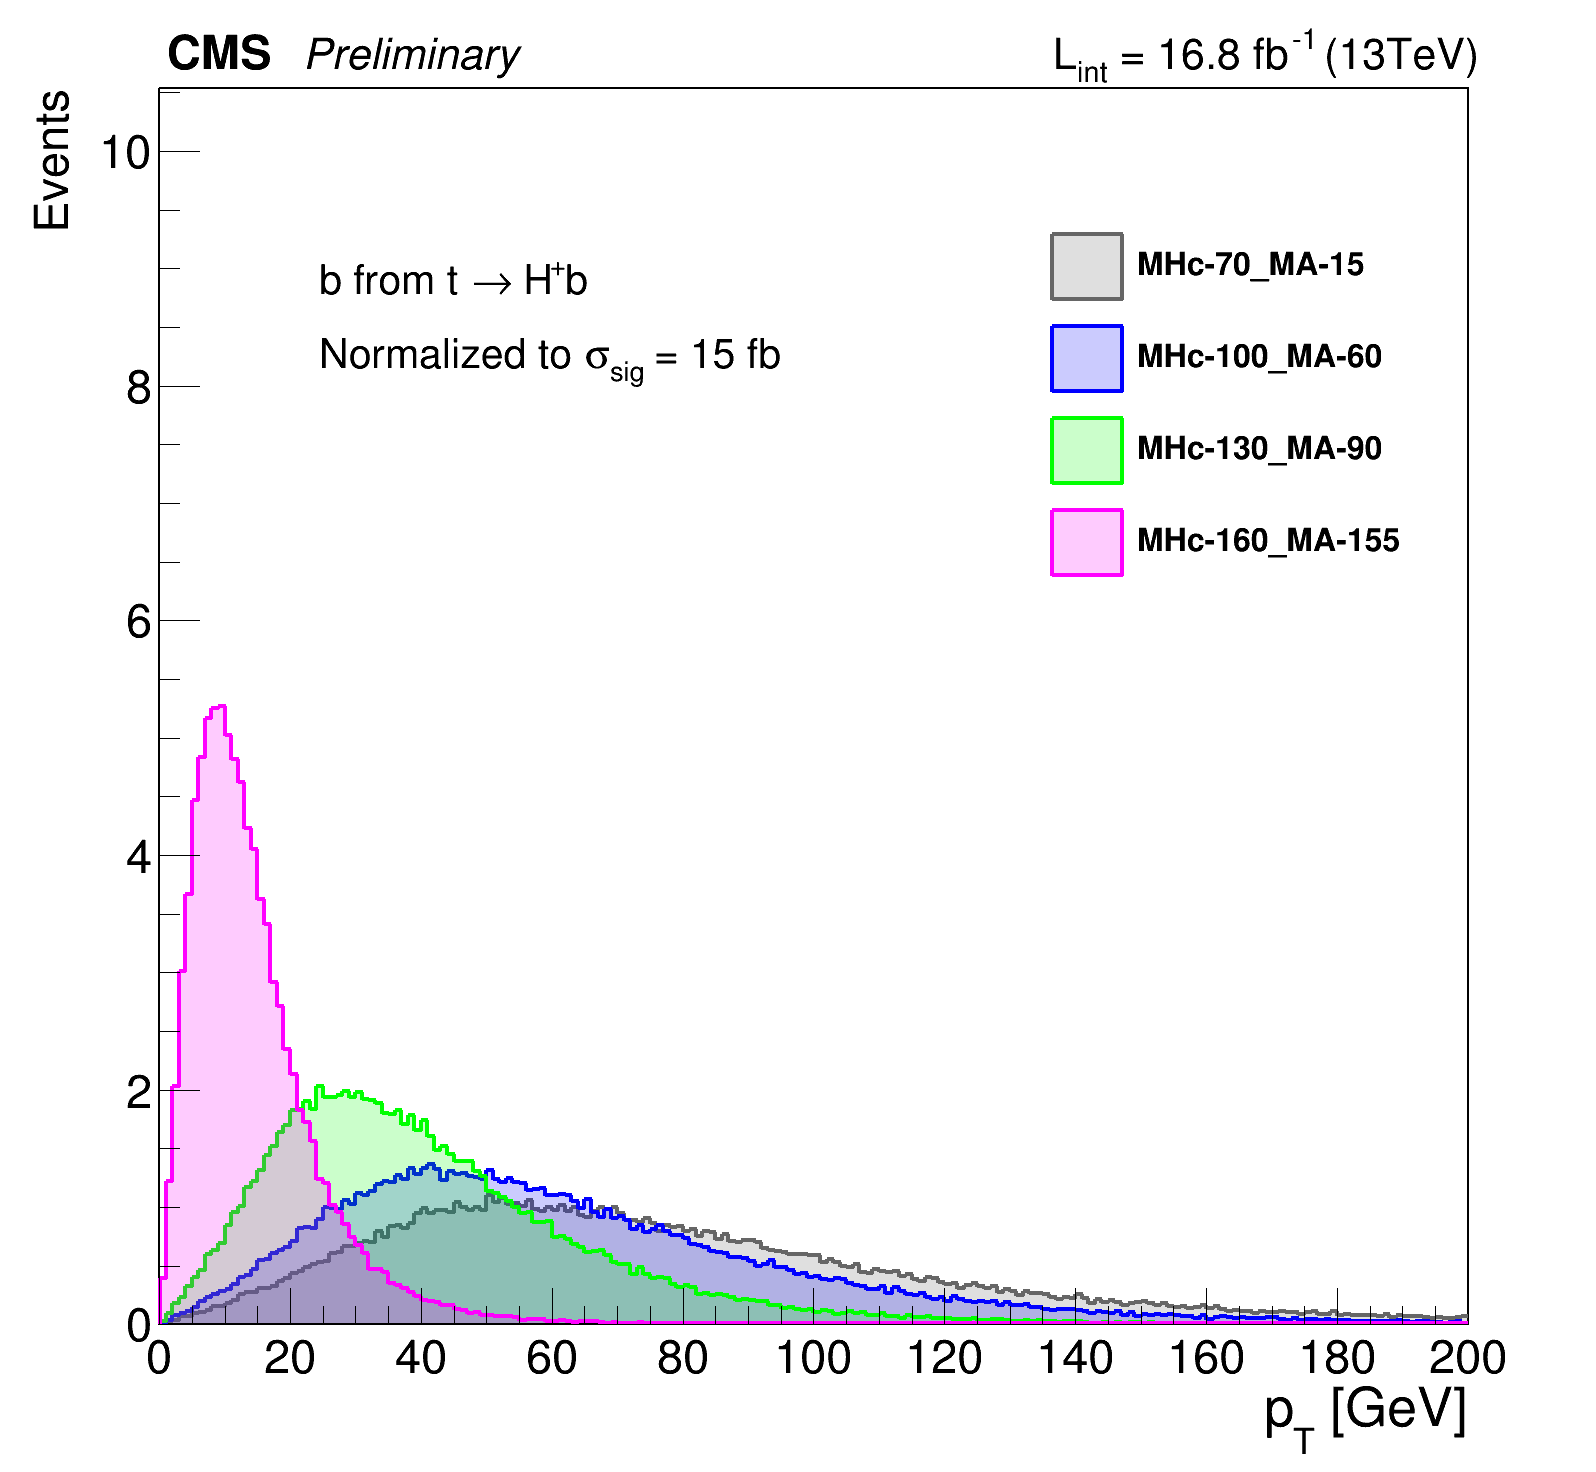 CMS Preliminary
L_int = 16.8 fb^-1 (13TeV)
Events
10
8
6
4
2
0
b from t → H⁺b
Normalized to σ_sig = 15 fb
MHc-70_MA-15
MHc-100_MA-60
MHc-130_MA-90
MHc-160_MA-155
0 20 40 60 80 100 120 140 160 180 200
p_T [GeV]